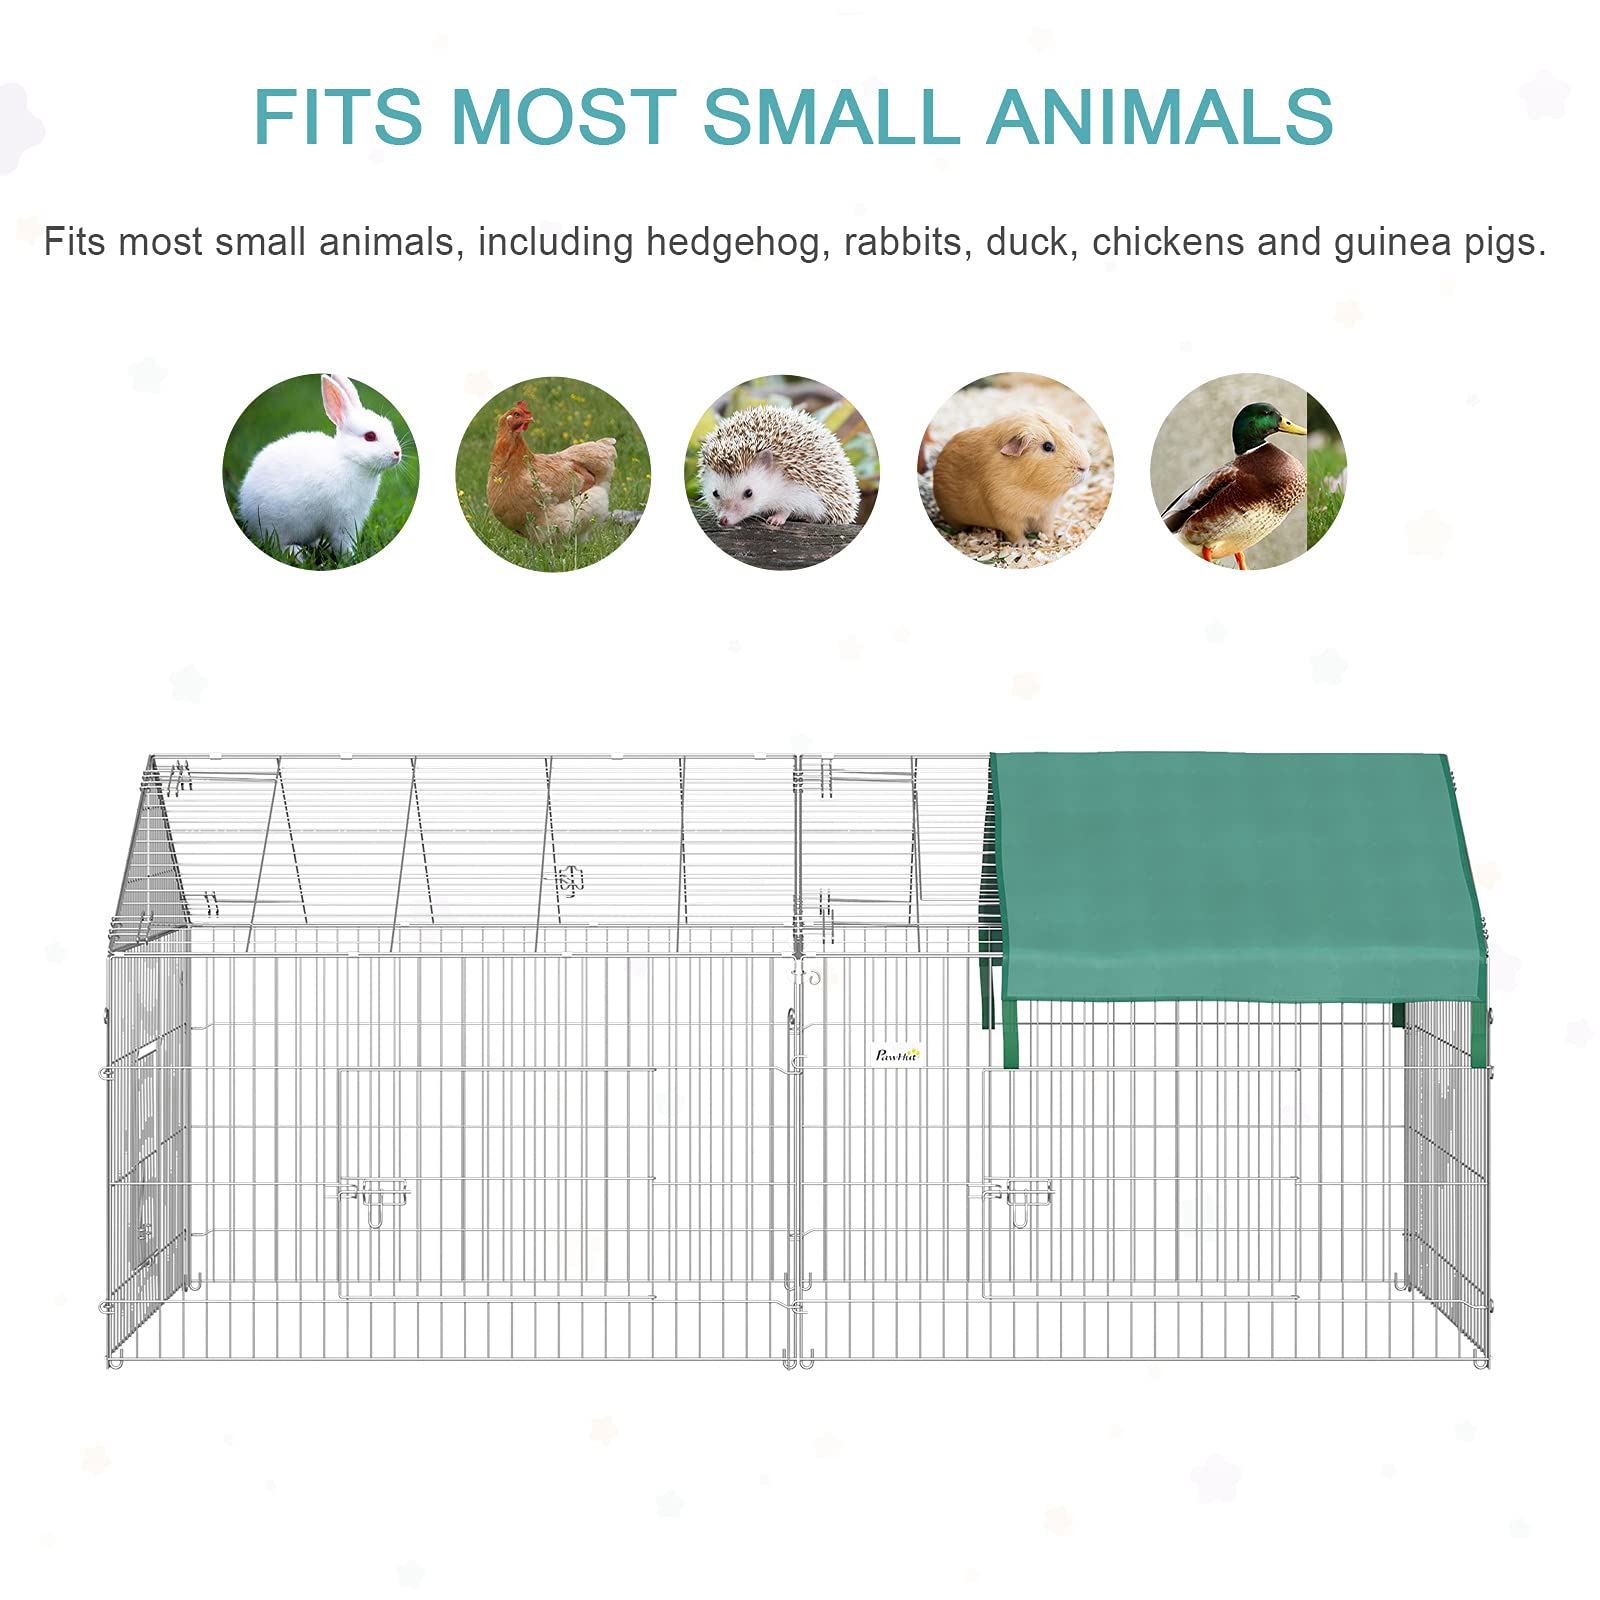 FITS MOST SMALL ANIMALS
Fits most small animals, including hedgehog, rabbits, duck, chickens and guinea pigs.
PawHut